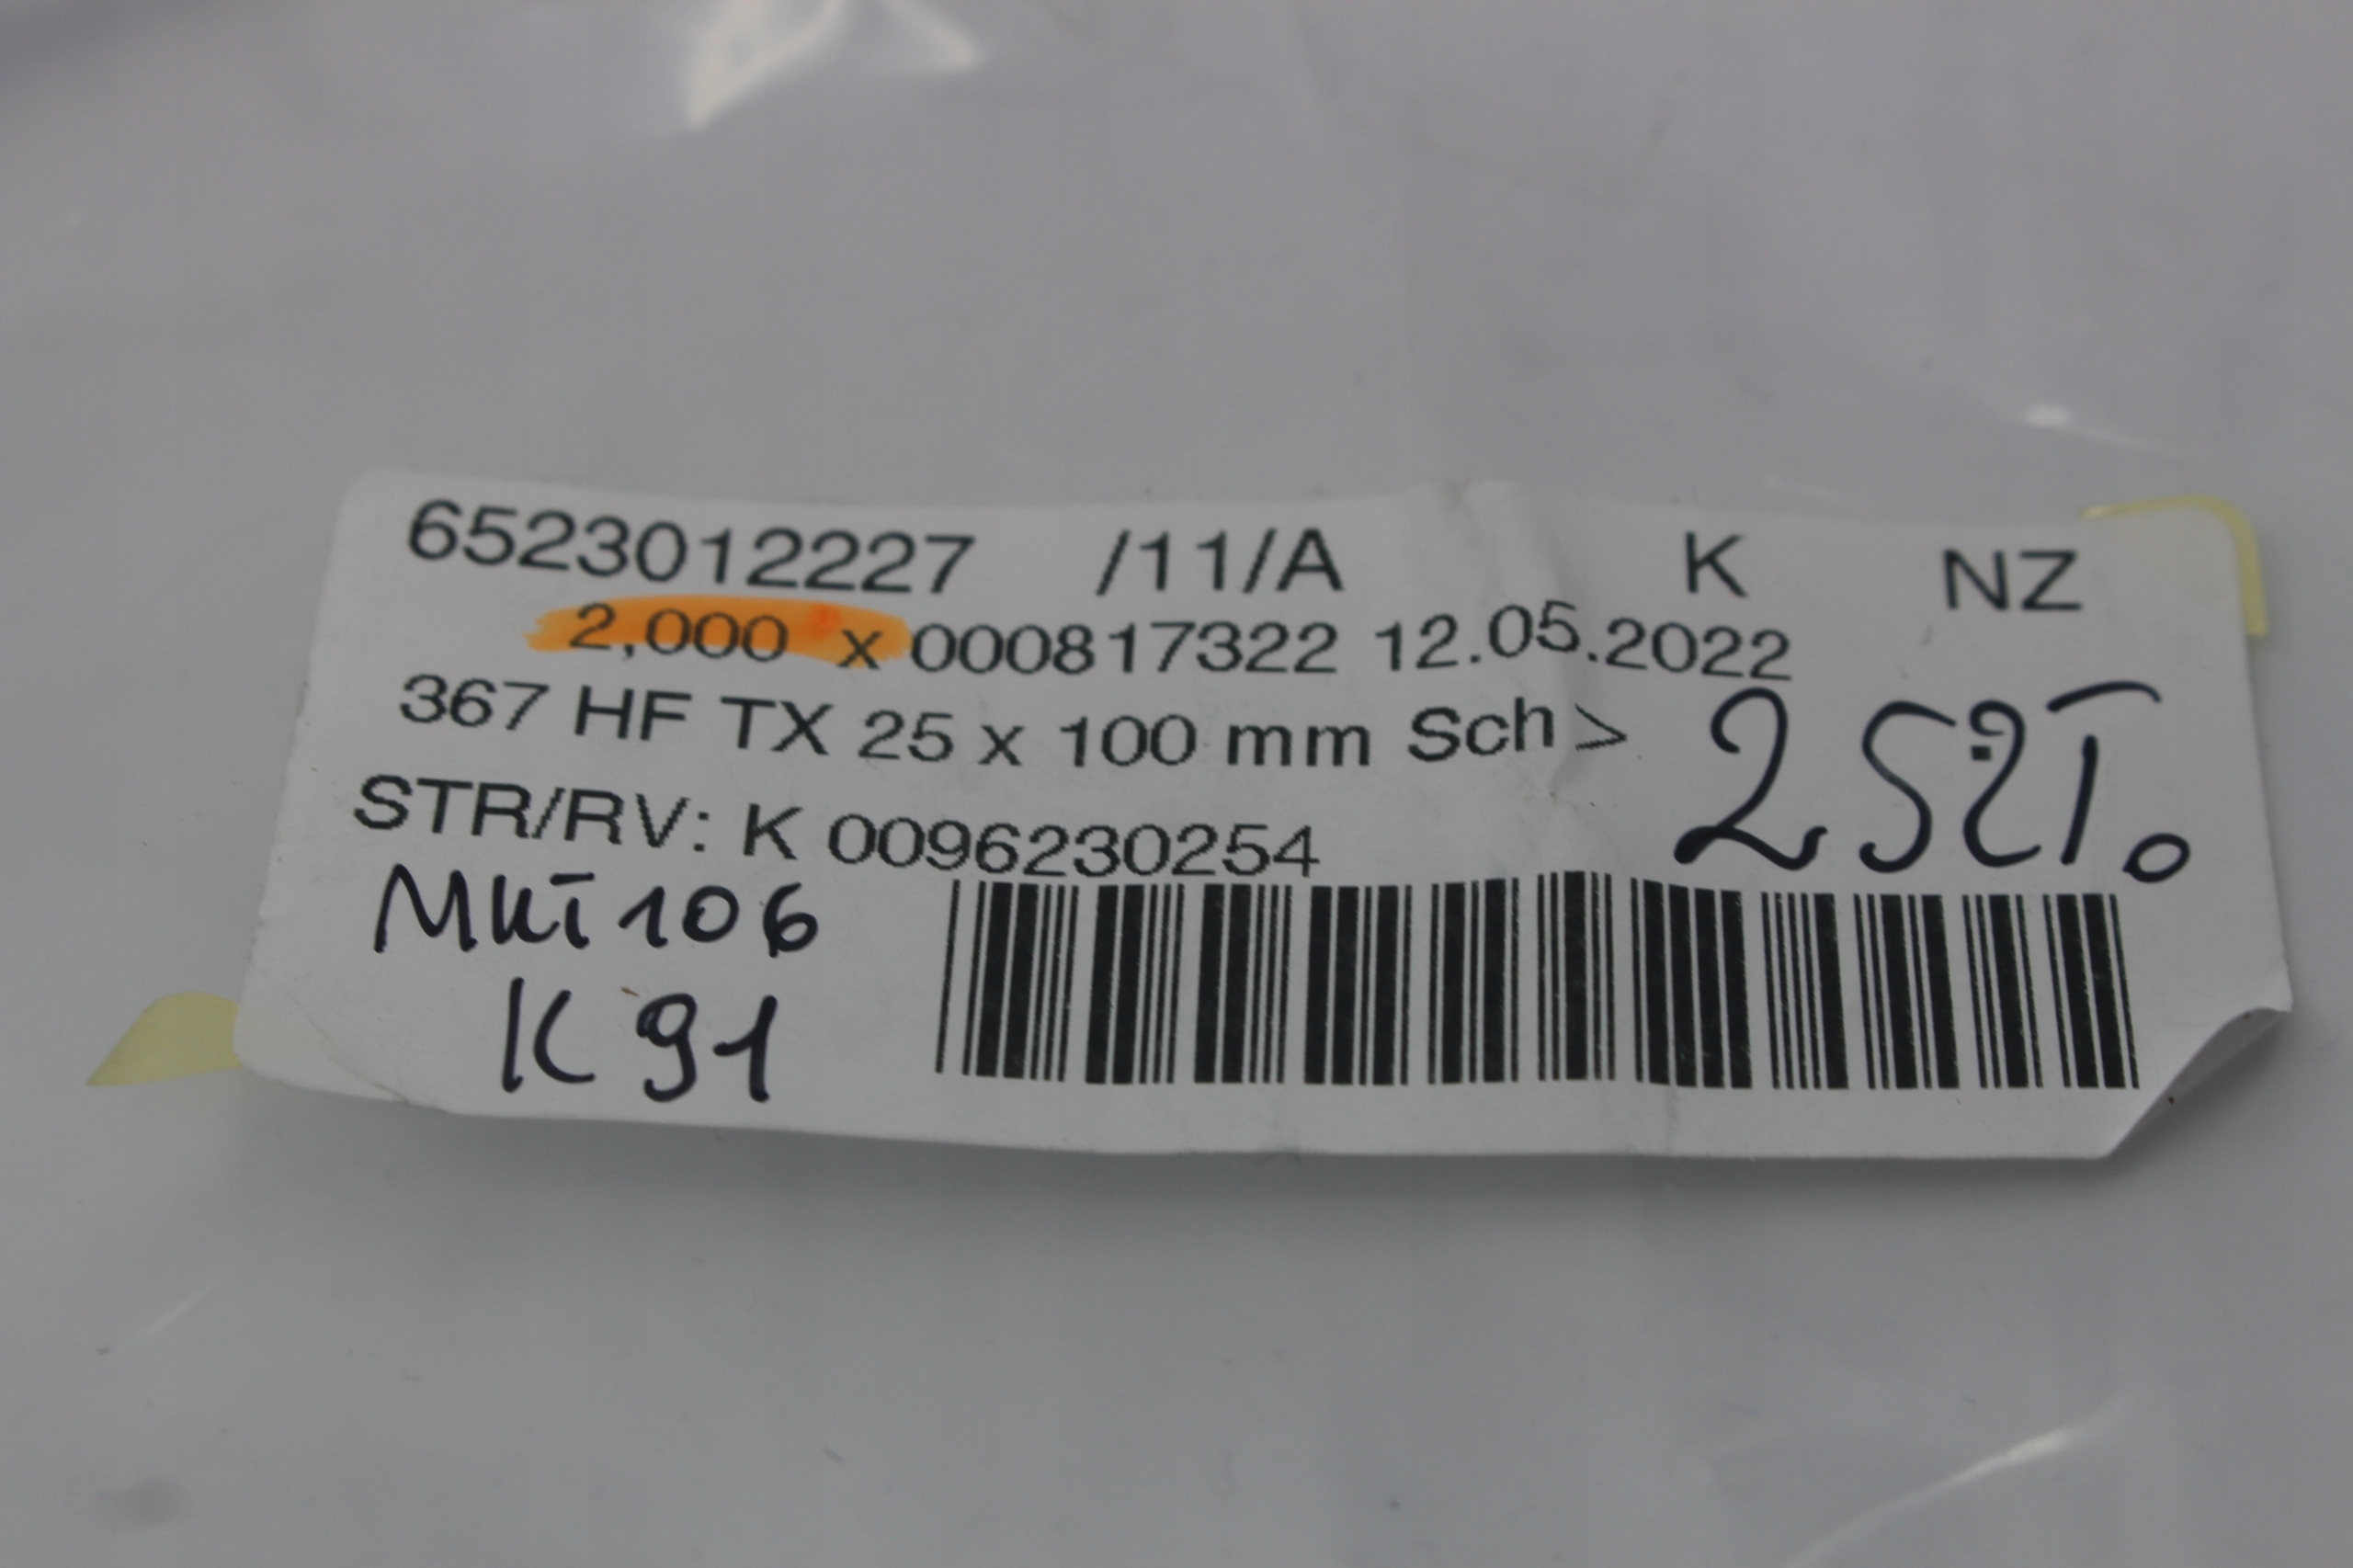 6523012227 /11/A K NZ
2,000 x 000817322 12.05.2022
367 HF TX 25 x 100 mm Sch>
STR/RV: K 0096230254
MKT 106
K 91